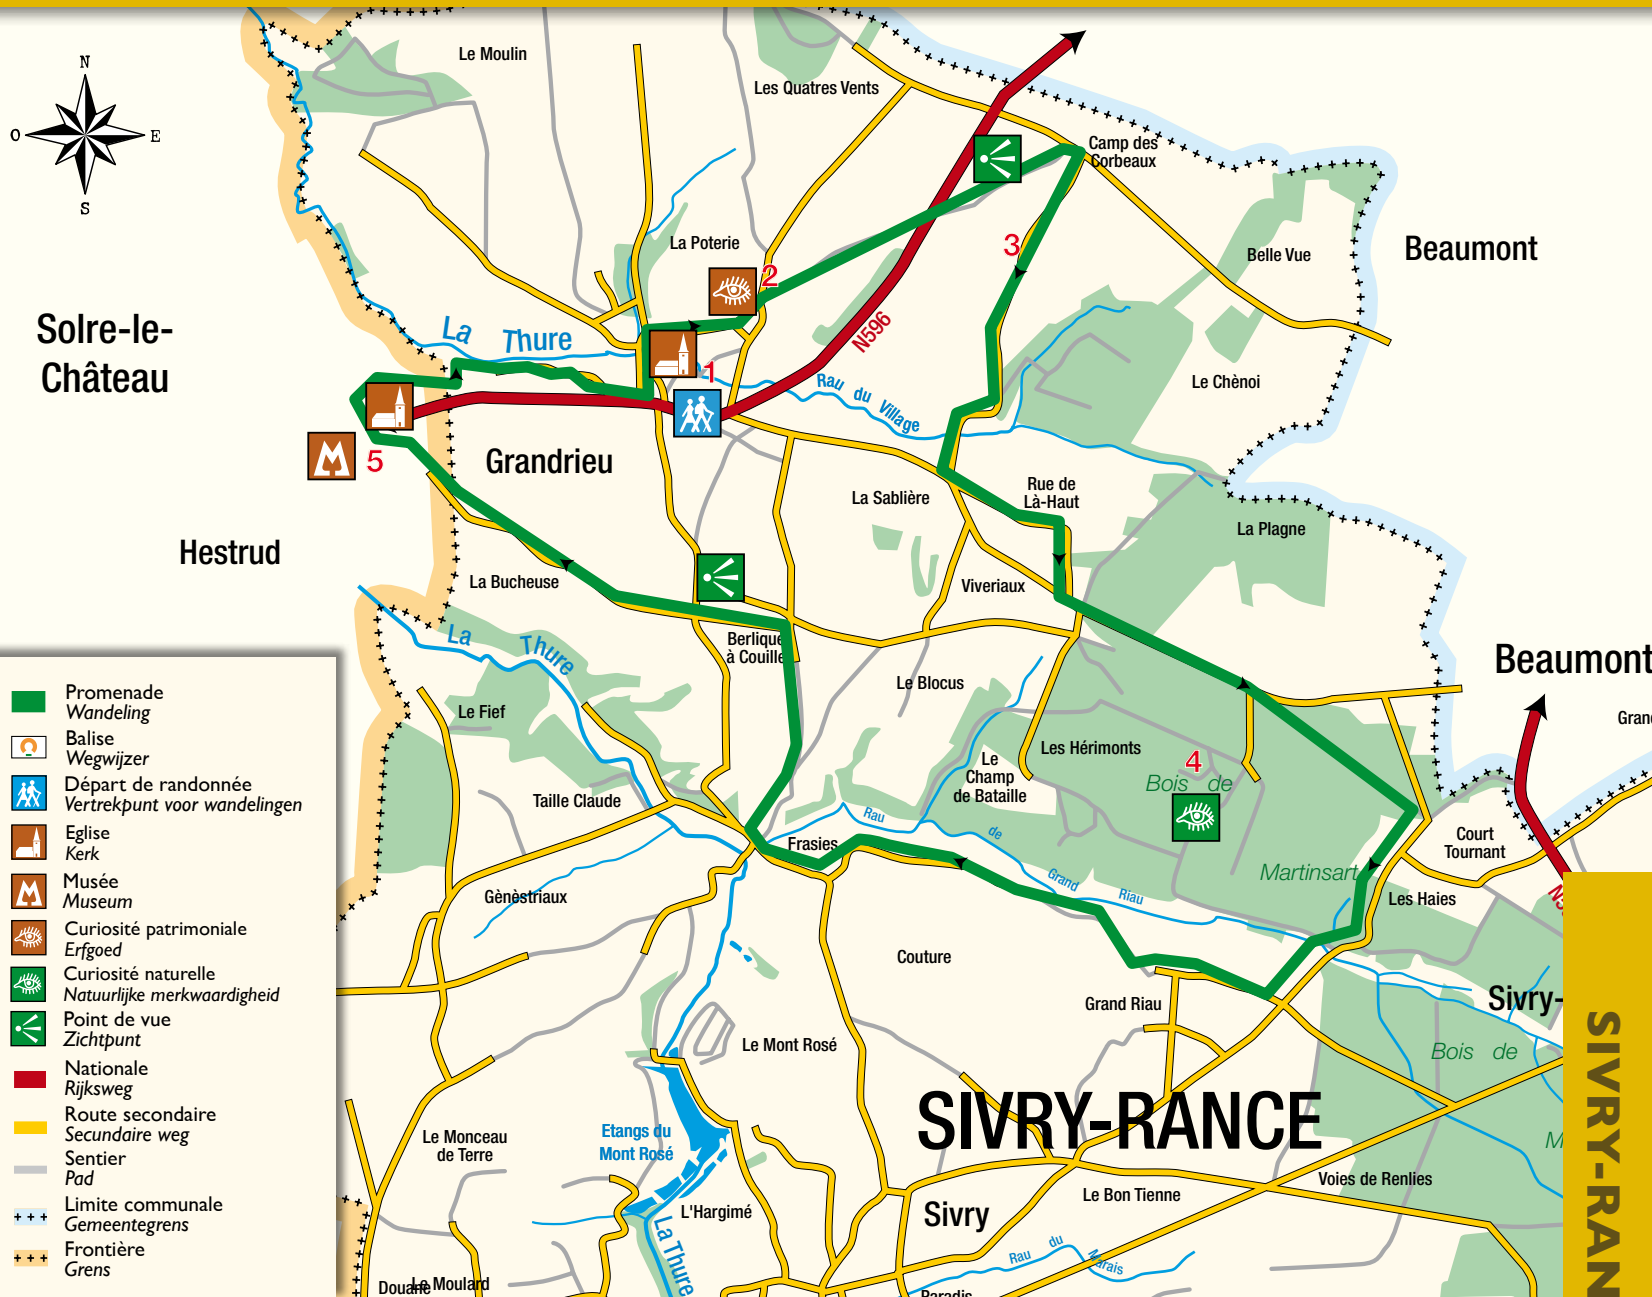 N
O
E
S
Le Moulin
Les Quatres Vents
Camp des
Corbeaux
La Poterie
2
3
Belle Vue
Beaumont
Solre-le-
Château
La Thure
N596
1
Rau du Village
Le Chènoi
5
Grandrieu
La Sablière
Rue de
Là-Haut
La Plagne
Hestrud
La Bucheuse
Viveriaux
La Thure
Berlique
à Couille
Beaumont
Le Blocus
Le Fief
Gran
Les Hérimonts
4
Bois de
Le
Champ
de Bataille
Taille Claude
Rau de Grand Riau
Frasies
Court
Tournant
Martinsart
Gènèstriaux
Les Haies
N5
Couture
Grand Riau
Sivry-
Le Mont Rosé
Bois de
SIVRY-RANCE
Etangs du
Mont Rosé
M
Le Monceau
de Terre
Voies de Renlies
Le Bon Tienne
L'Hargimé
Sivry
La Thure
Rau du Marais
Douane
Le Moulard
Paradis
SIVRY-RAN
Promenade
Wandeling
Balise
Wegwijzer
Départ de randonnée
Vertrekpunt voor wandelingen
Eglise
Kerk
Musée
Museum
Curiosité patrimoniale
Erfgoed
Curiosité naturelle
Natuurlijke merkwaardigheid
Point de vue
Zichtpunt
Nationale
Rijksweg
Route secondaire
Secundaire weg
Sentier
Pad
Limite communale
Gemeentegrens
Frontière
Grens